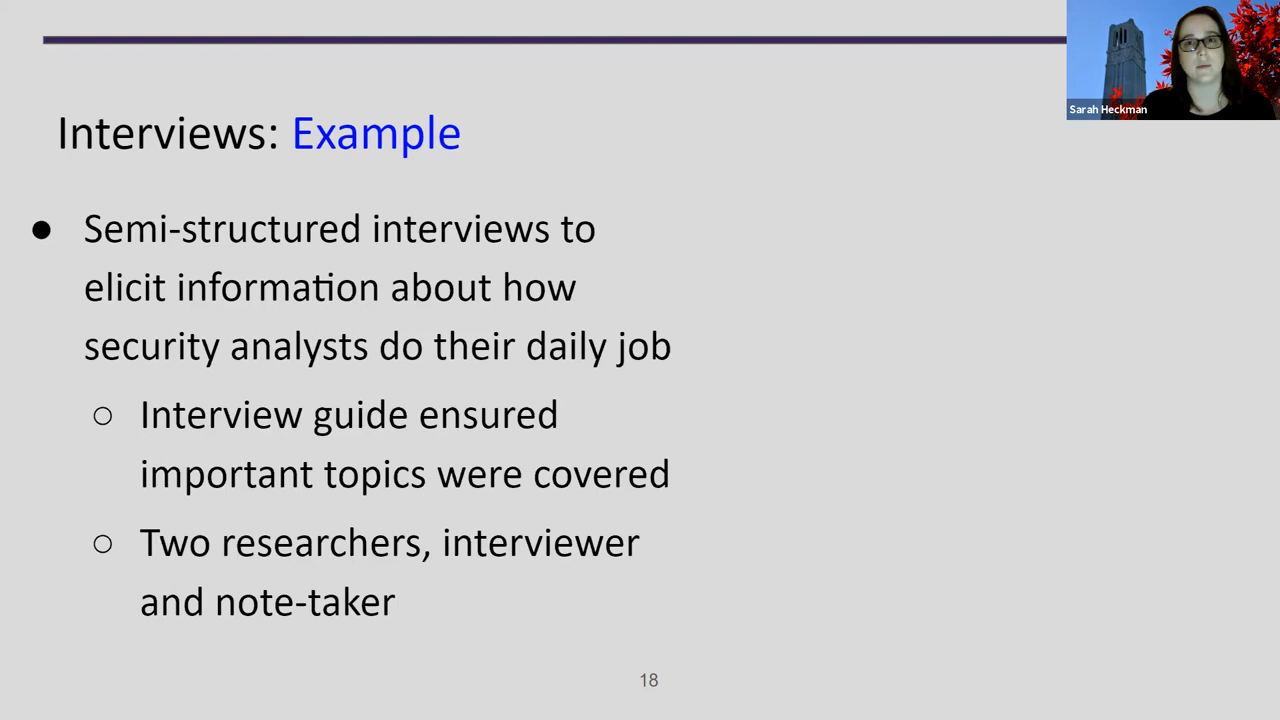 Sarah Heckman
Interviews: Example
● Semi-structured interviews to
elicit information about how
security analysts do their daily job
○ Interview guide ensured
important topics were covered
○ Two researchers, interviewer
and note-taker
18